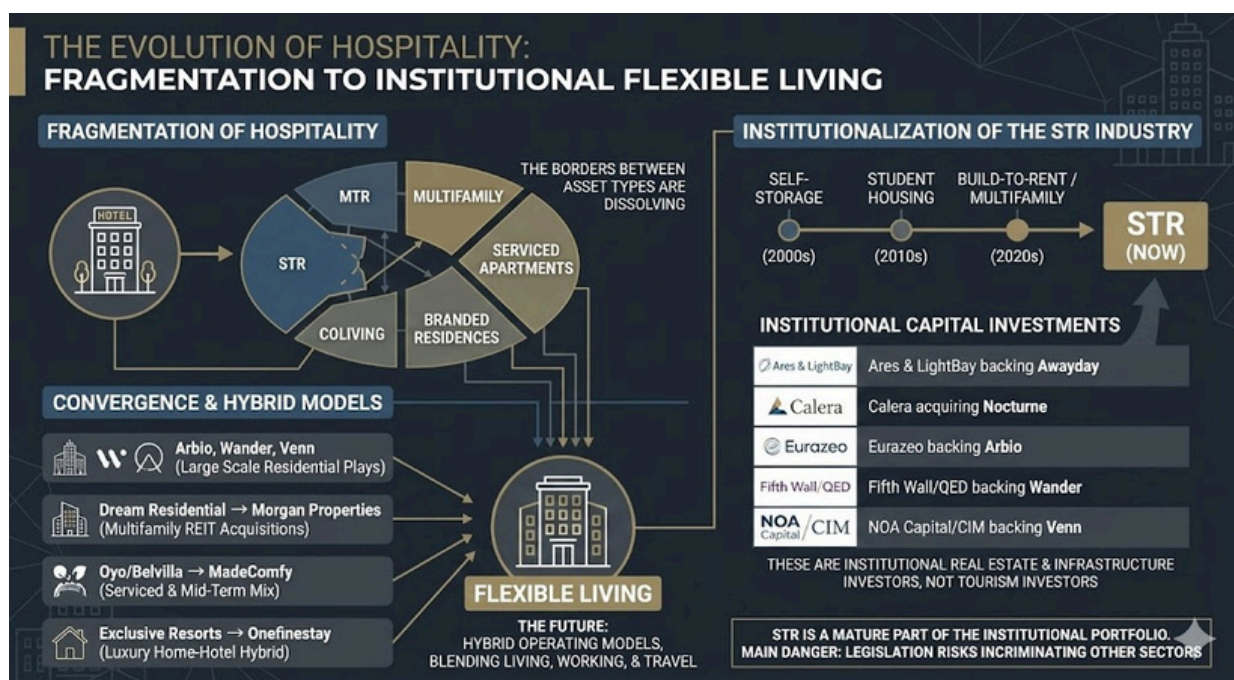 THE EVOLUTION OF HOSPITALITY:
FRAGMENTATION TO INSTITUTIONAL FLEXIBLE LIVING
FRAGMENTATION OF HOSPITALITY
HOTEL
STR
MTR
MULTIFAMILY
SERVICED
APARTMENTS
BRANDED
RESIDENCES
COLIVING
THE BORDERS BETWEEN
ASSET TYPES ARE
DISSOLVING
CONVERGENCE & HYBRID MODELS
Arbio, Wander, Venn
(Large Scale Residential Plays)
Dream Residential → Morgan Properties
(Multifamily REIT Acquisitions)
Oyo/Belvilla → MadeComfy
(Serviced & Mid-Term Mix)
Exclusive Resorts → Onefinestay
(Luxury Home-Hotel Hybrid)
FLEXIBLE LIVING
THE FUTURE:
HYBRID OPERATING MODELS,
BLENDING LIVING, WORKING, & TRAVEL
INSTITUTIONALIZATION OF THE STR INDUSTRY
SELF-
STORAGE
(2000s)
STUDENT
HOUSING
(2010s)
BUILD-TO-RENT /
MULTIFAMILY
(2020s)
STR
(NOW)
INSTITUTIONAL CAPITAL INVESTMENTS
Ares & LightBay
Ares & LightBay backing Awayday
Calera
Calera acquiring Nocturne
Eurazeo
Eurazeo backing Arbio
Fifth Wall/QED
Fifth Wall/QED backing Wander
NOA
Capital/CIM
NOA Capital/CIM backing Venn
THESE ARE INSTITUTIONAL REAL ESTATE & INFRASTRUCTURE
INVESTORS, NOT TOURISM INVESTORS
STR IS A MATURE PART OF THE INSTITUTIONAL PORTFOLIO.
MAIN DANGER: LEGISLATION RISKS INCRIMINATING OTHER SECTORS